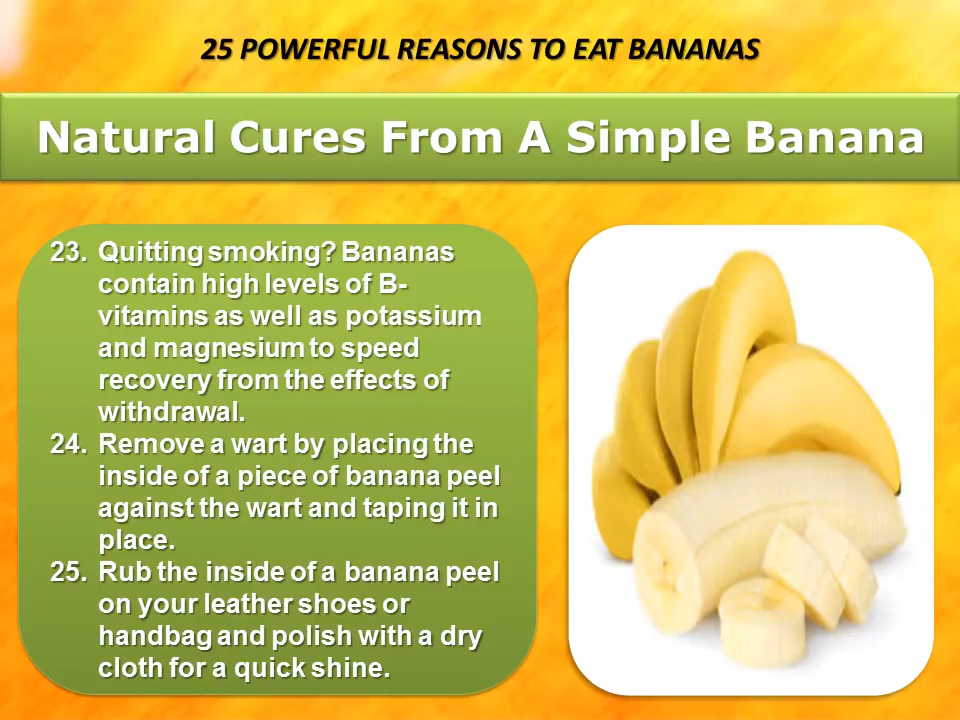 25 POWERFUL REASONS TO EAT BANANAS
Natural Cures From A Simple Banana
23. Quitting smoking? Bananas
contain high levels of B-
vitamins as well as potassium
and magnesium to speed
recovery from the effects of
withdrawal.
24. Remove a wart by placing the
inside of a piece of banana peel
against the wart and taping it in
place.
25. Rub the inside of a banana peel
on your leather shoes or
handbag and polish with a dry
cloth for a quick shine.